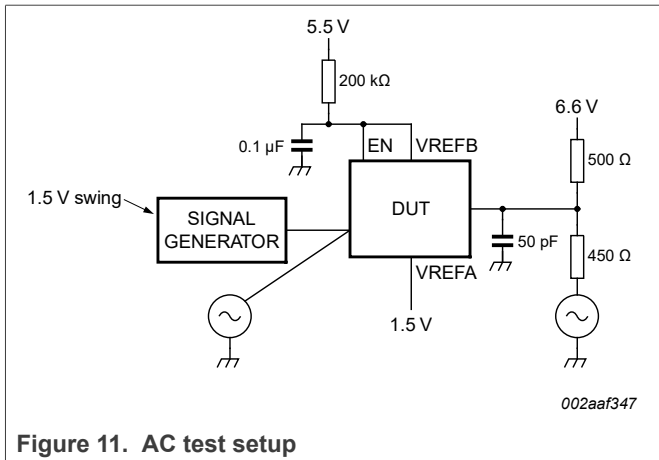 5.5 V
200 kΩ
6.6 V
0.1 μF
EN
VREFB
500 Ω
1.5 V swing
SIGNAL
GENERATOR
DUT
50 pF
450 Ω
VREFA
1.5 V
002aaf347
Figure 11. AC test setup